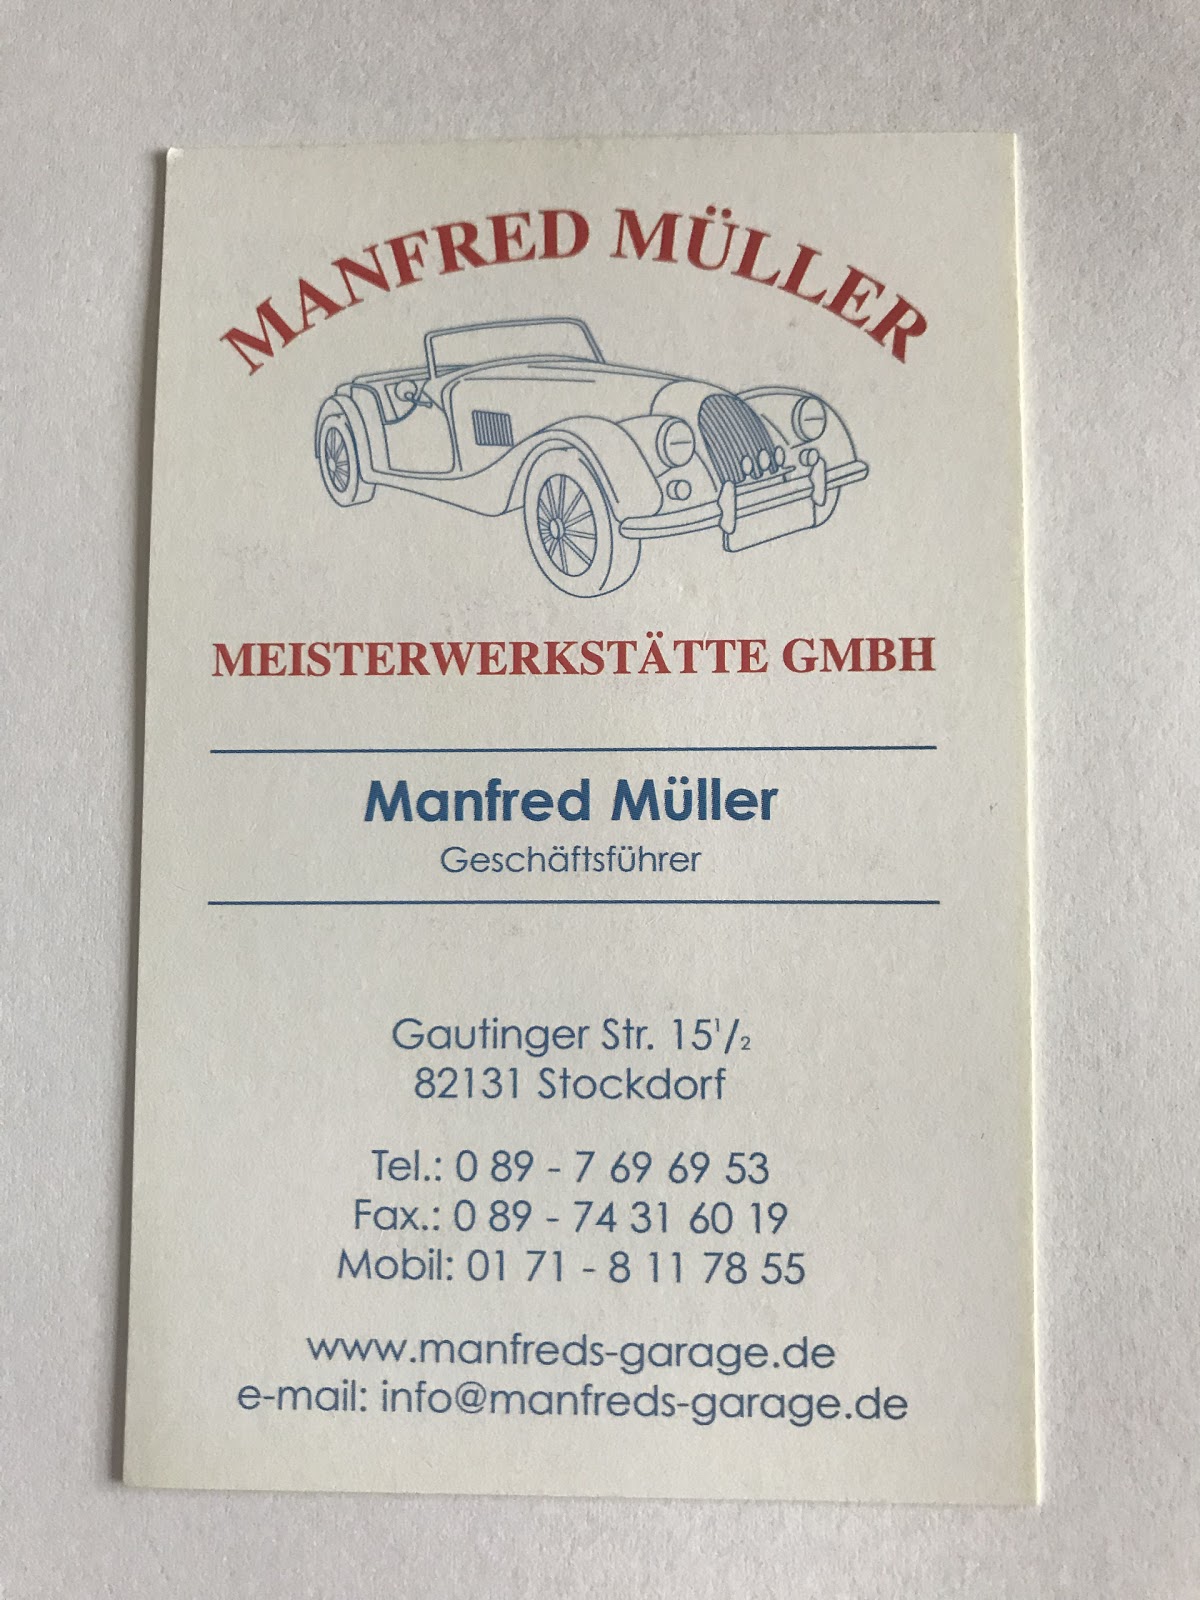 MANFRED MÜLLER
MEISTERWERKSTÄTTE GMBH
Manfred Müller
Geschäftsführer
Gautinger Str. 15¹/₂
82131 Stockdorf
Tel.: 0 89 - 7 69 69 53
Fax.: 0 89 - 74 31 60 19
Mobil: 01 71 - 8 11 78 55
www.manfreds-garage.de
e-mail: info@manfreds-garage.de